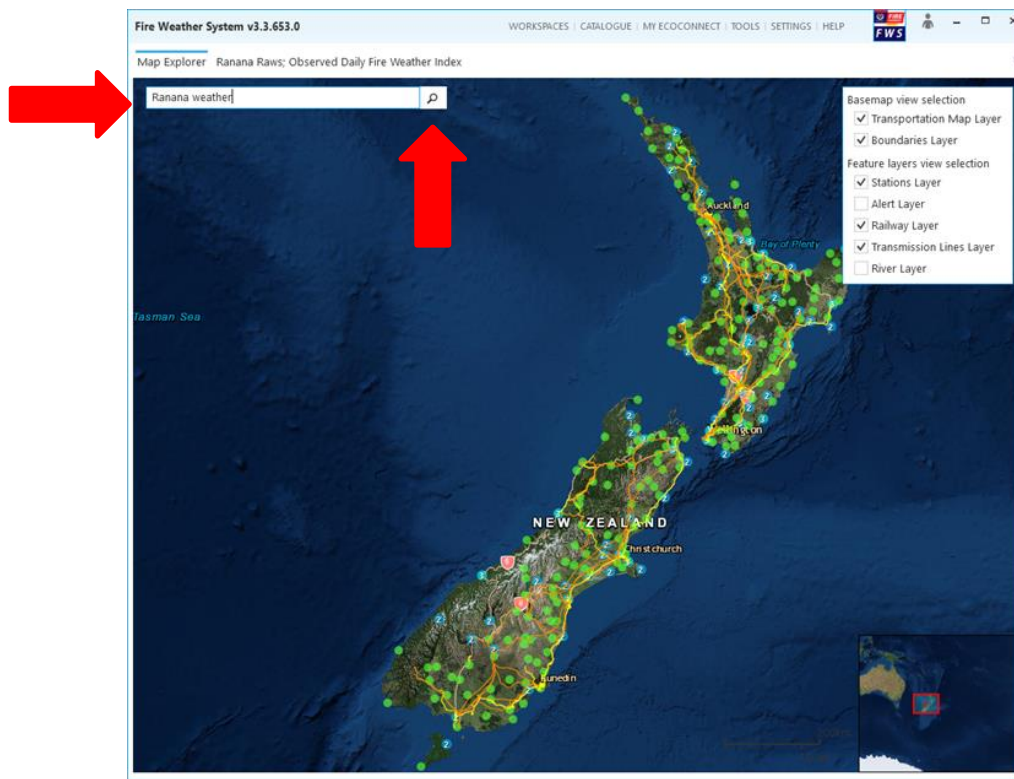 Fire Weather System v3.3.653.0
WORKSPACES | CATALOGUE | MY ECOCONNECT | TOOLS | SETTINGS | HELP
FIRE
FWS
Map Explorer
Ranana Raws; Observed Daily Fire Weather Index
Ranana weather
Basemap view selection
Transportation Map Layer
Boundaries Layer
Feature layers view selection
Stations Layer
Alert Layer
Railway Layer
Transmission Lines Layer
River Layer
Auckland
Bay of Plenty
Tasman Sea
Wellington
NEW ZEALAND
Christchurch
Dunedin